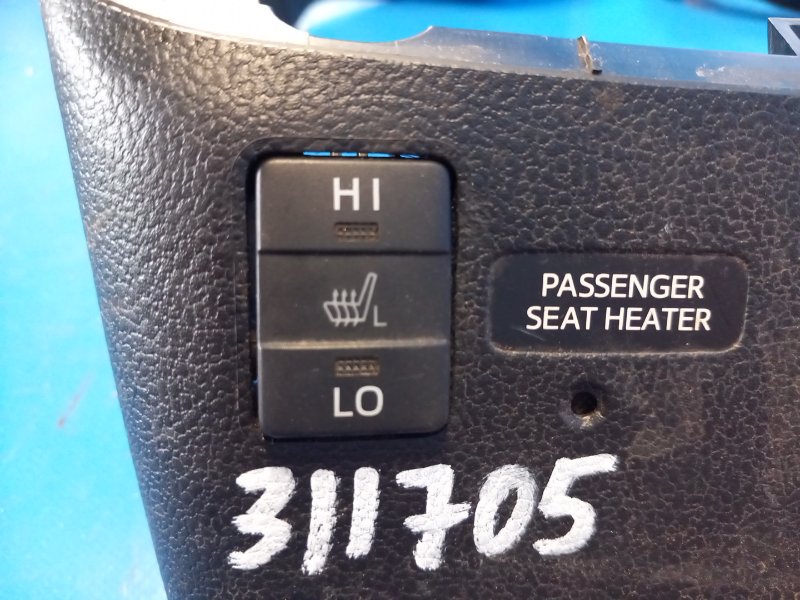 HI
L
LO
PASSENGER
SEAT HEATER
311705